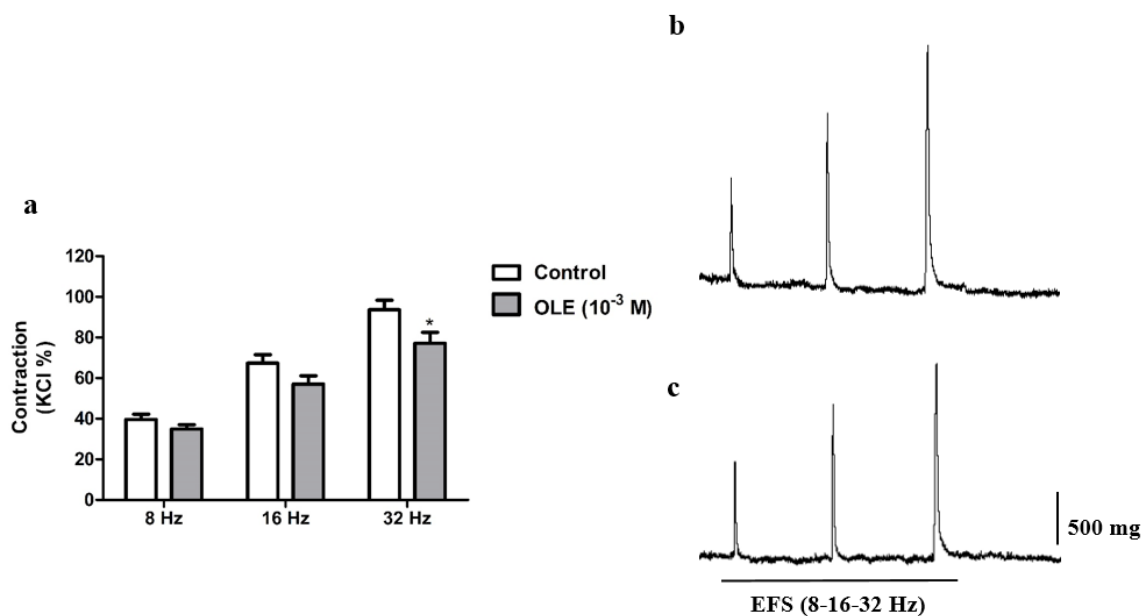 a
Contraction
(KCl %)
120
100
80
60
40
20
0
8 Hz
16 Hz
32 Hz
*
Control
OLE (10⁻³ M)
b
c
500 mg
EFS (8-16-32 Hz)